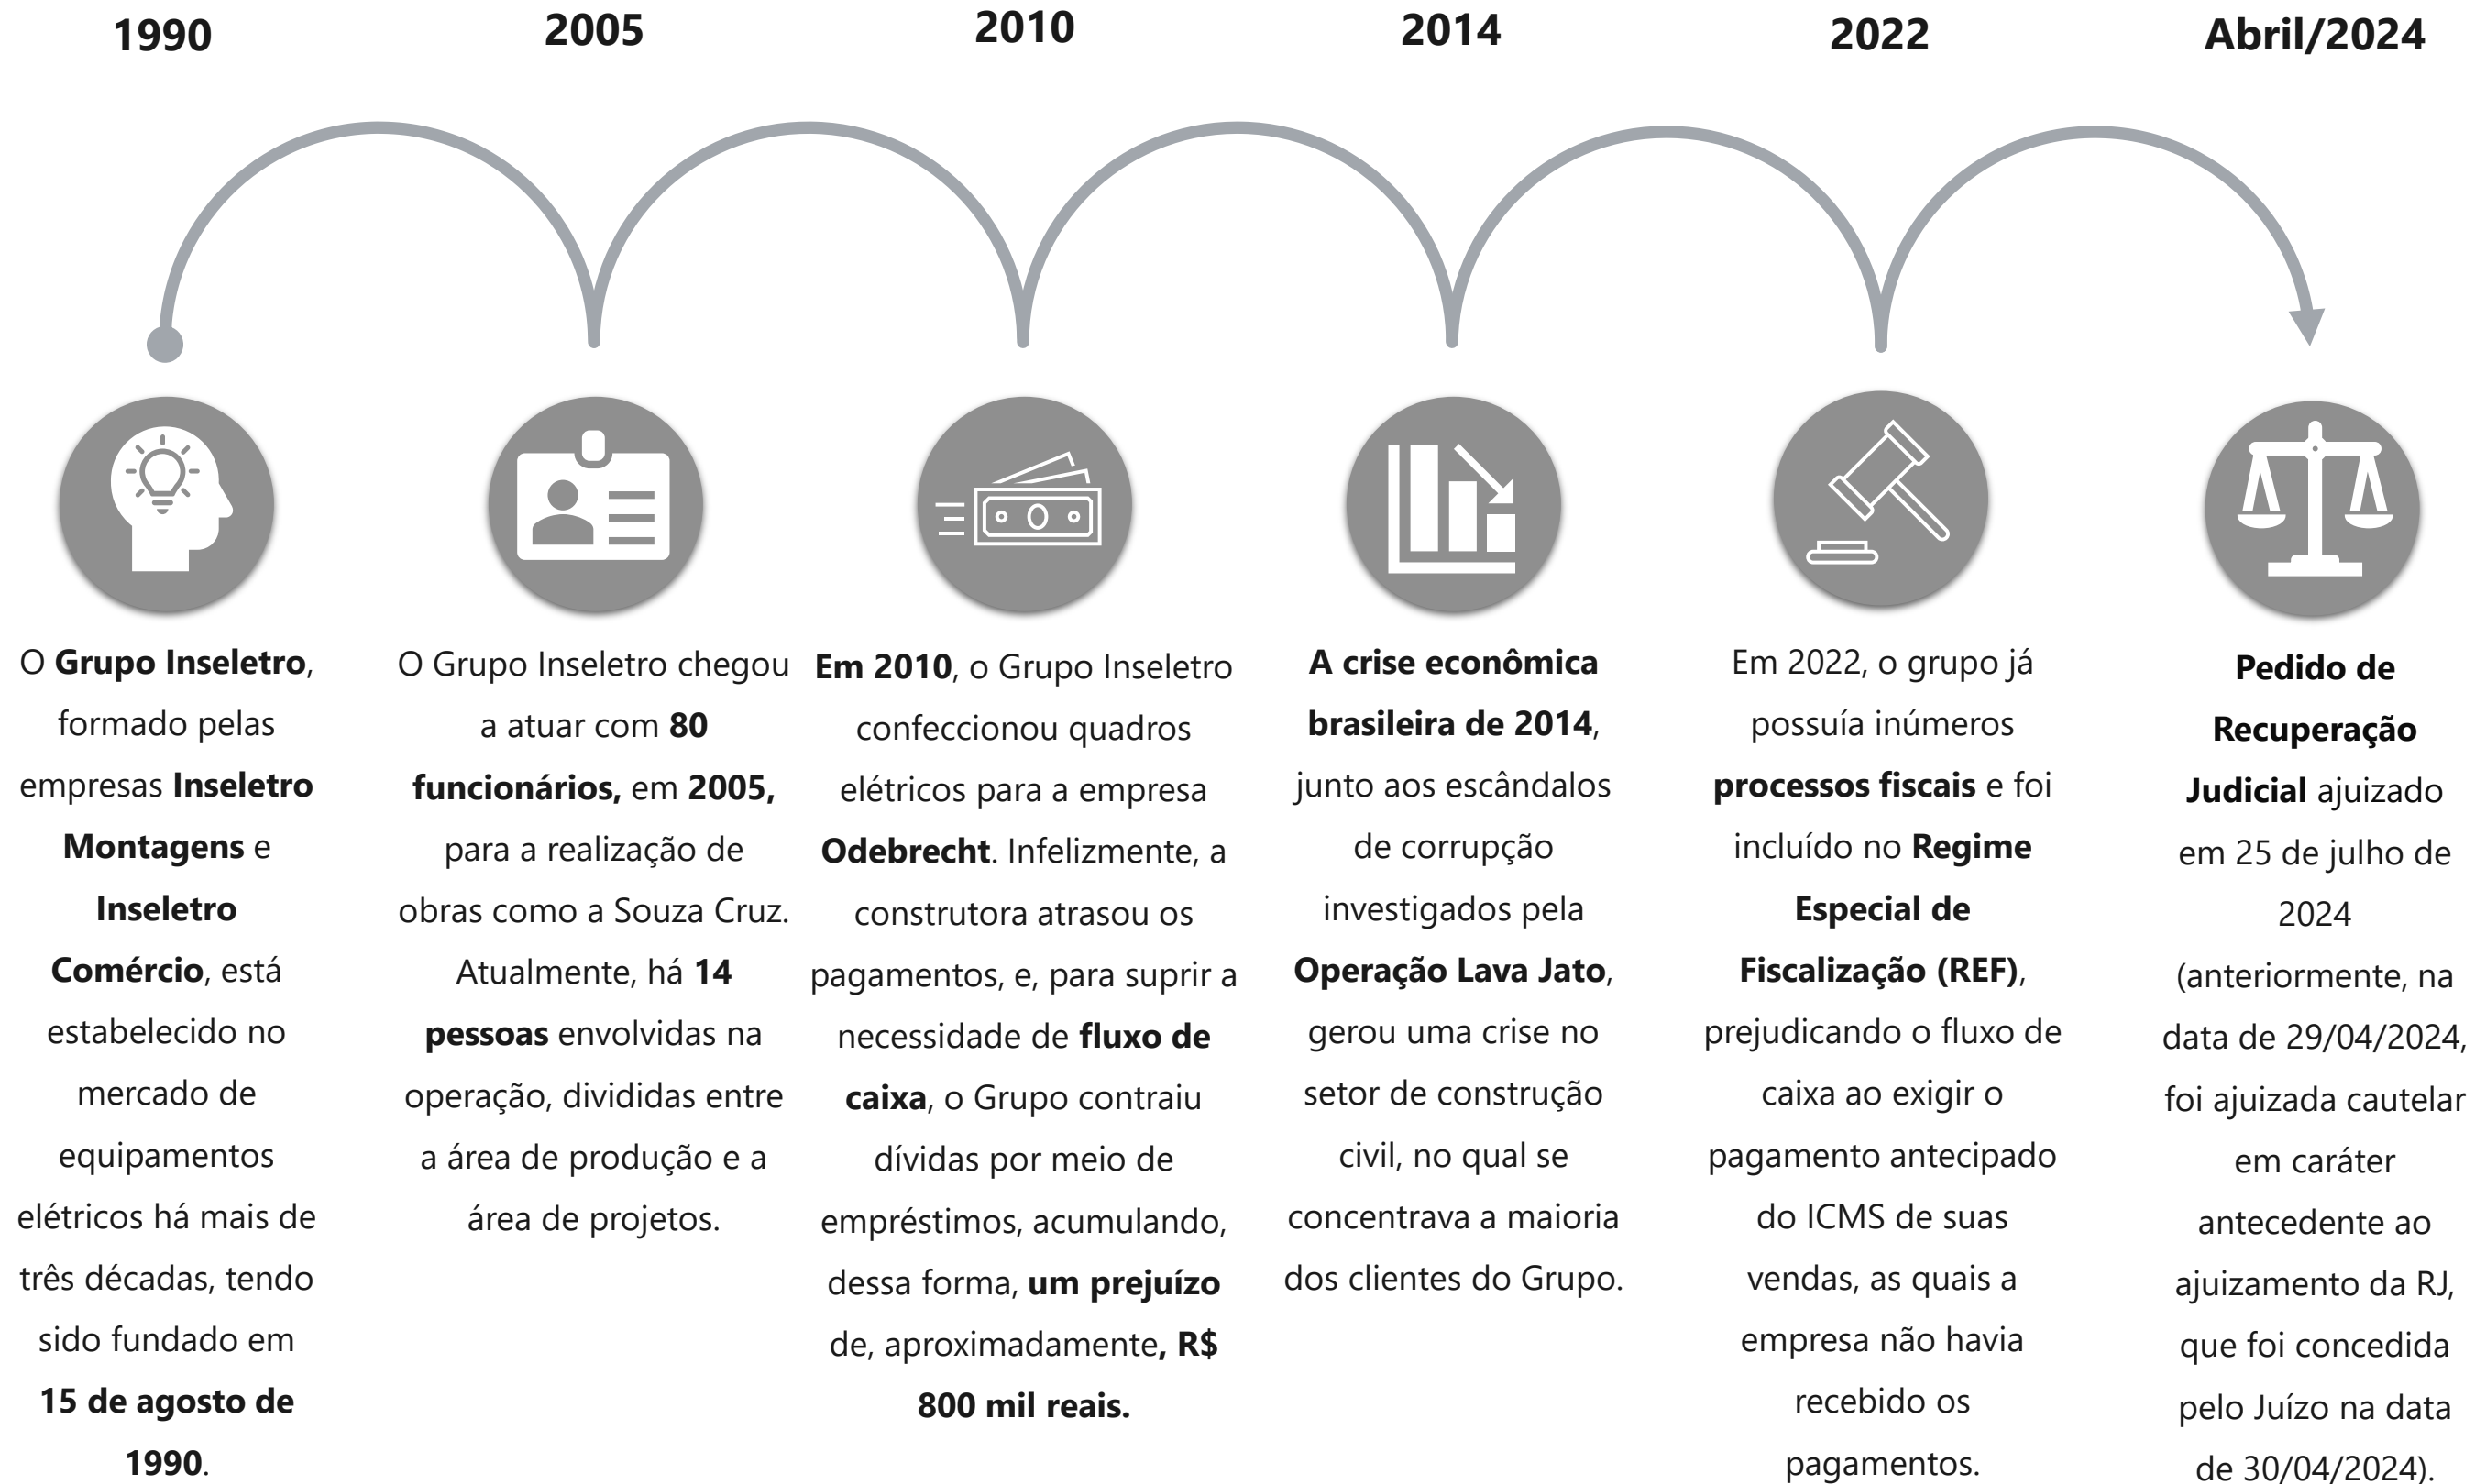 1990
O Grupo Inseletro,
formado pelas
empresas Inseletro
Montagens e
Inseletro
Comércio, está
estabelecido no
mercado de
equipamentos
elétricos há mais de
três décadas, tendo
sido fundado em
15 de agosto de
1990.
2005
O Grupo Inseletro chegou
a atuar com 80
funcionários, em 2005,
para a realização de
obras como a Souza Cruz.
Atualmente, há 14
pessoas envolvidas na
operação, divididas entre
a área de produção e a
área de projetos.
2010
Em 2010, o Grupo Inseletro
confeccionou quadros
elétricos para a empresa
Odebrecht. Infelizmente, a
construtora atrasou os
pagamentos, e, para suprir a
necessidade de fluxo de
caixa, o Grupo contraiu
dívidas por meio de
empréstimos, acumulando,
dessa forma, um prejuízo
de, aproximadamente, R$
800 mil reais.
2014
A crise econômica
brasileira de 2014,
junto aos escândalos
de corrupção
investigados pela
Operação Lava Jato,
gerou uma crise no
setor de construção
civil, no qual se
concentrava a maioria
dos clientes do Grupo.
2022
Em 2022, o grupo já
possuía inúmeros
processos fiscais e foi
incluído no Regime
Especial de
Fiscalização (REF),
prejudicando o fluxo de
caixa ao exigir o
pagamento antecipado
do ICMS de suas
vendas, as quais a
empresa não havia
recebido os
pagamentos.
Abril/2024
Pedido de
Recuperação
Judicial ajuizado
em 25 de julho de
2024
(anteriormente, na
data de 29/04/2024,
foi ajuizada cautelar
em caráter
antecedente ao
ajuizamento da RJ,
que foi concedida
pelo Juízo na data
de 30/04/2024).